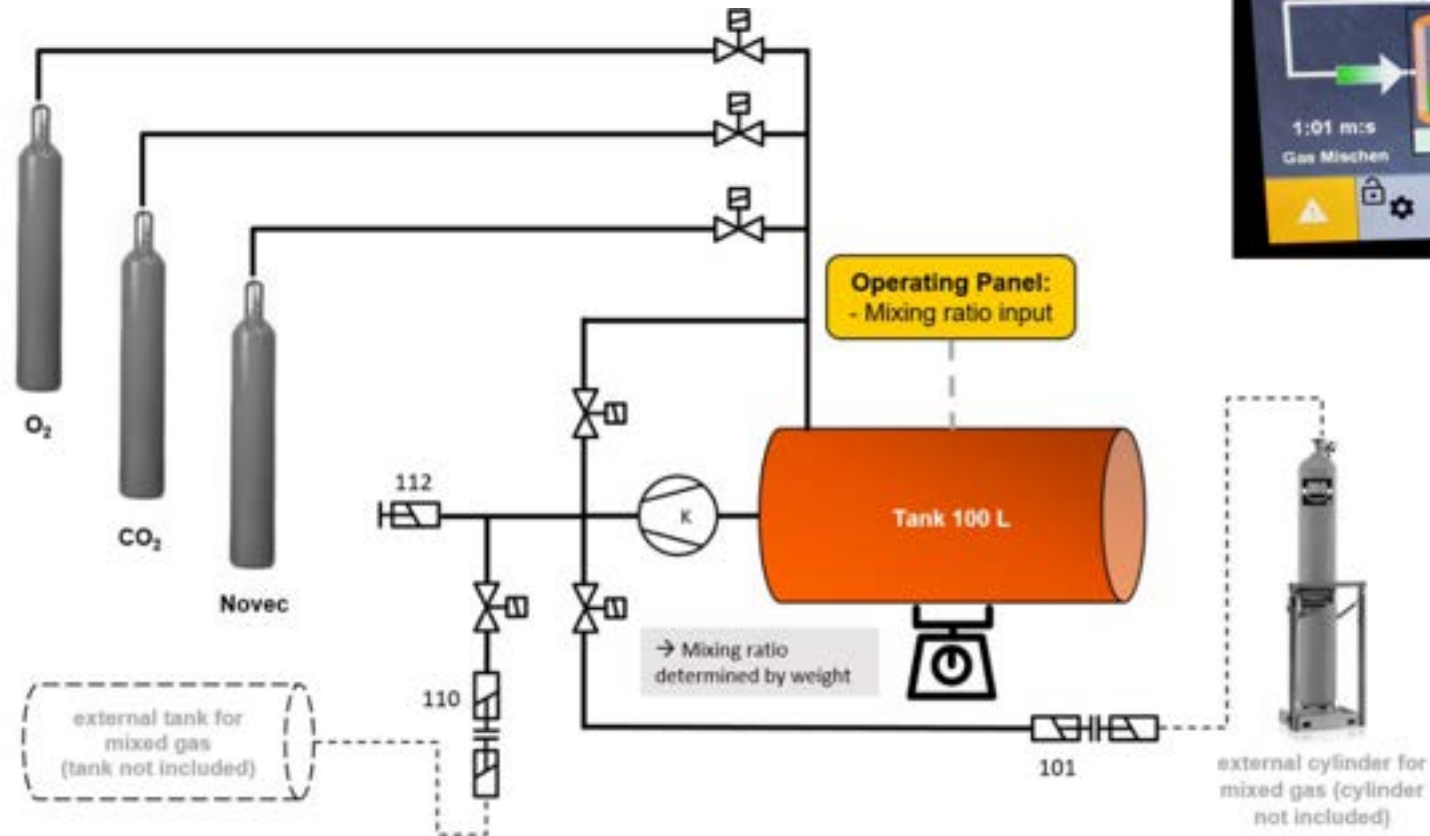 1:01 m:s
Gas Mischen
Operating Panel:
- Mixing ratio input
O₂
CO₂
Novec
112
K
Tank 100 L
→ Mixing ratio
determined by weight
110
101
external tank for
mixed gas
(tank not included)
external cylinder for
mixed gas (cylinder
not included)